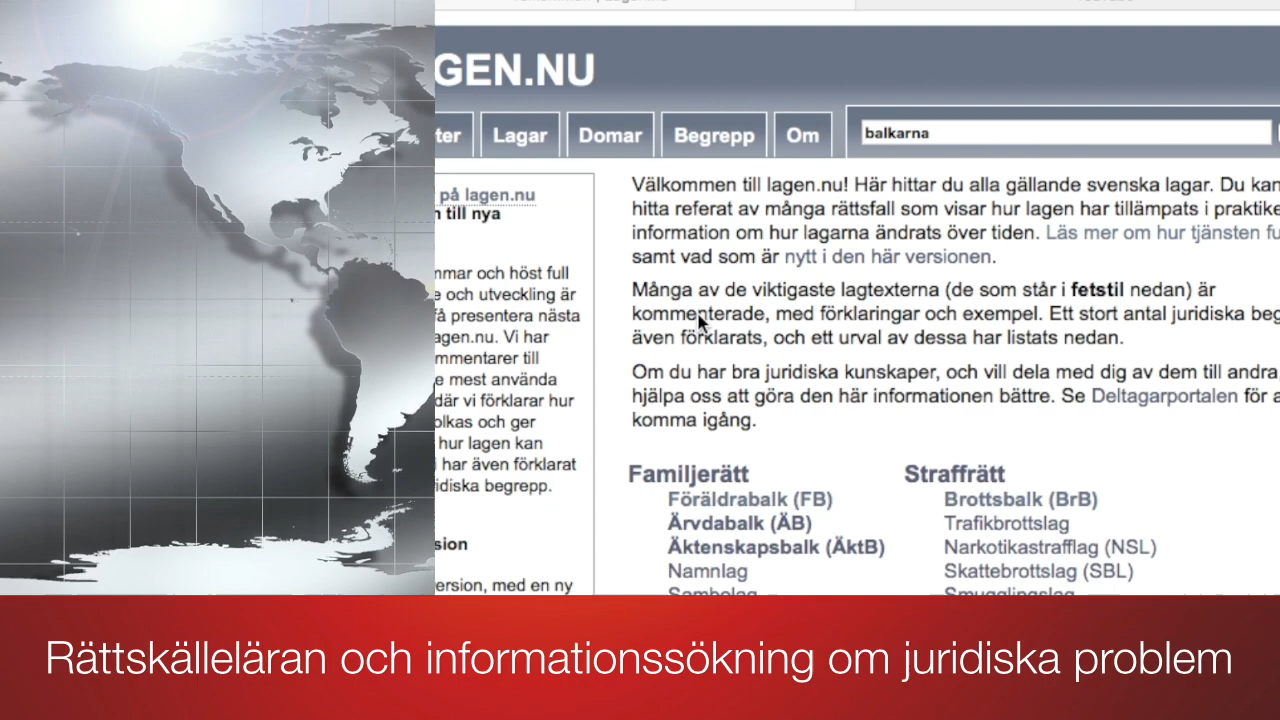 GEN.NU
ter Lagar Domar Begrepp Om
balkarna
på lagen.nu
till nya
mmar och höst full
e och utveckling är
få presentera nästa
agen.nu. Vi har
mmentarer till
e mest använda
där vi förklarar hur
olkas och ger
hur lagen kan
i har även förklarat
idiska begrepp.
sion
ersion, med en ny
Välkommen till lagen.nu! Här hittar du alla gällande svenska lagar. Du kan
hitta referat av många rättsfall som visar hur lagen har tillämpats i praktike
information om hur lagarna ändrats över tiden. Läs mer om hur tjänsten fu
samt vad som är nytt i den här versionen.
Många av de viktigaste lagtexterna (de som står i fetstil nedan) är
kommenterade, med förklaringar och exempel. Ett stort antal juridiska beg
även förklarats, och ett urval av dessa har listats nedan.
Om du har bra juridiska kunskaper, och vill dela med dig av dem till andra,
hjälpa oss att göra den här informationen bättre. Se Deltagarportalen för a
komma igång.
Familjerätt
Föräldrabalk (FB)
Ärvdabalk (ÄB)
Äktenskapsbalk (ÄktB)
Namnlag
Sambolag
Straffrätt
Brottsbalk (BrB)
Trafikbrottslag
Narkotikastrafflag (NSL)
Skattebrottslag (SBL)
Smugglingslag
Rättskälleläran och informationssökning om juridiska problem